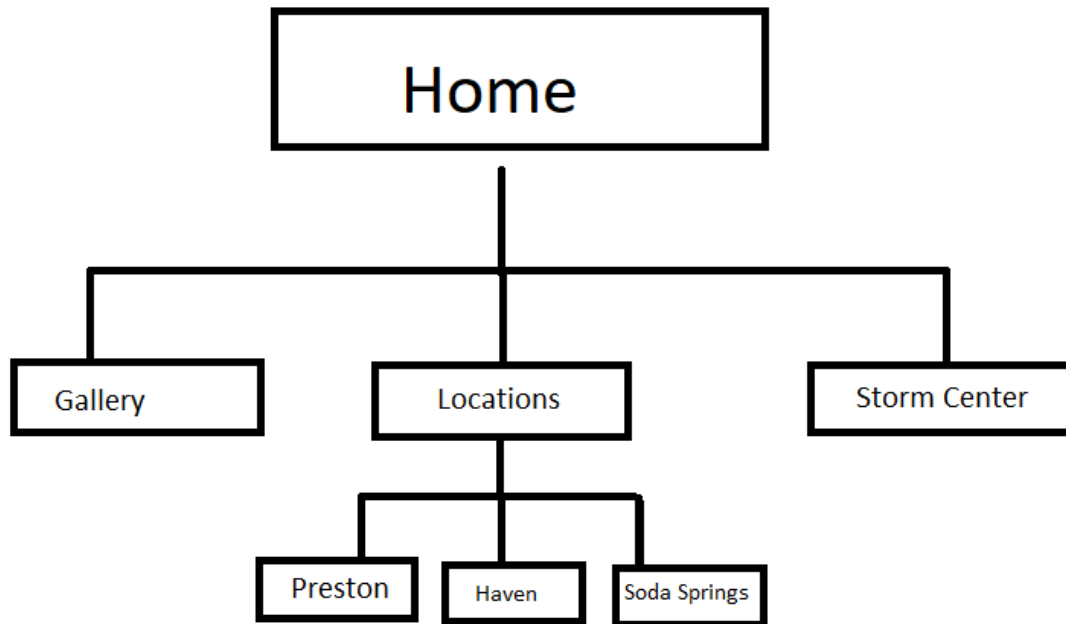 Home
Gallery
Locations
Storm Center
Preston
Haven
Soda Springs